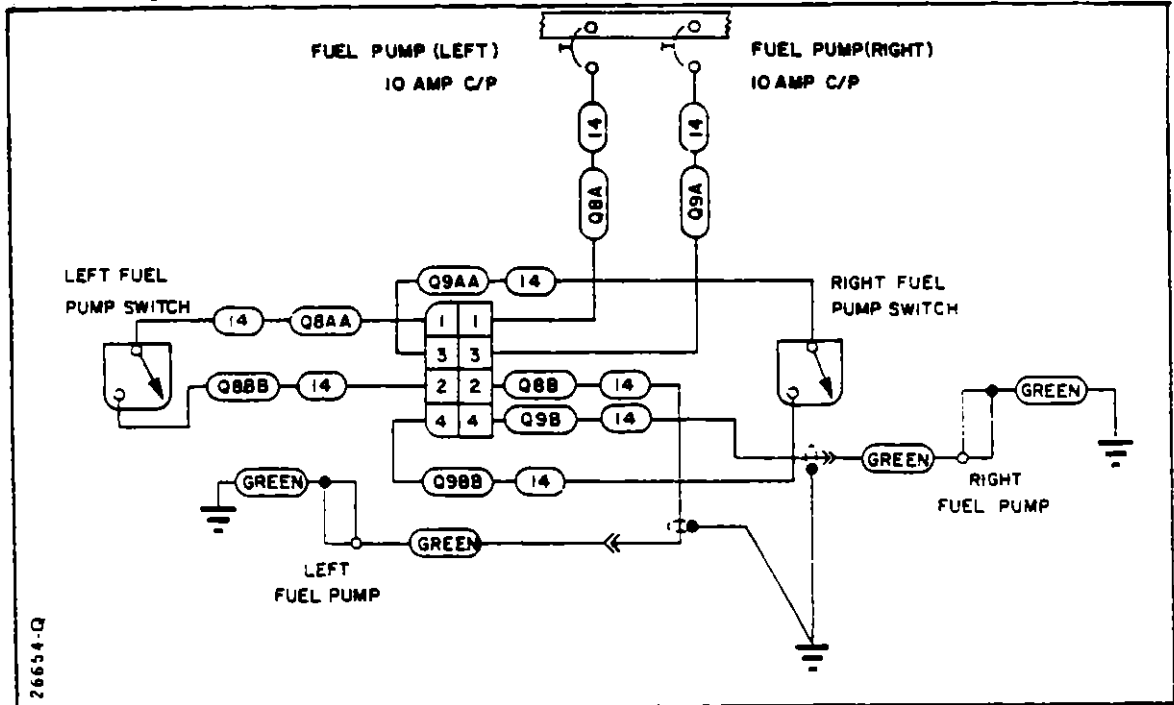 FUEL PUMP (LEFT)
10 AMP C/P
FUEL PUMP(RIGHT)
10 AMP C/P
14
14
Q8A
Q9A
LEFT FUEL
PUMP SWITCH
Q9AA
14
RIGHT FUEL
PUMP SWITCH
14
Q8AA
1
1
3
3
Q8BB
14
2
2
Q8B
14
4
4
Q9B
14
GREEN
GREEN
RIGHT
FUEL PUMP
Q9BB
14
GREEN
GREEN
LEFT
FUEL PUMP
26654-Q